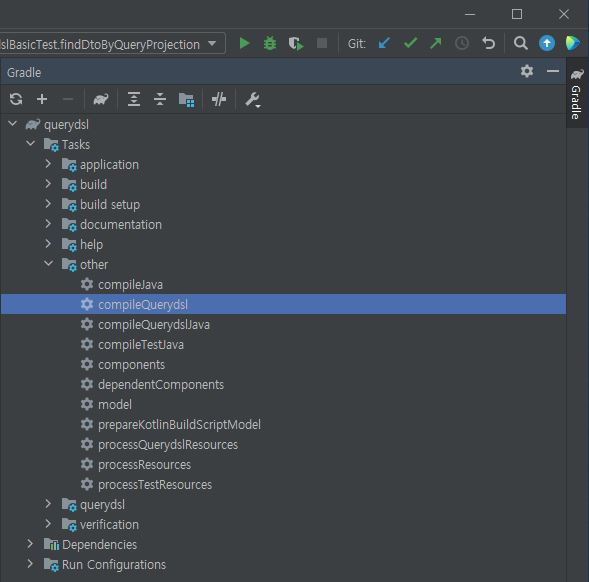 slBasicTest.findDtoByQueryProjection
Git:
Gradle
Gradle
querydsl
Tasks
application
build
build setup
documentation
help
other
compileJava
compileQuerydsl
compileQuerydslJava
compileTestJava
components
dependentComponents
model
prepareKotlinBuildScriptModel
processQuerydslResources
processResources
processTestResources
querydsl
verification
Dependencies
Run Configurations